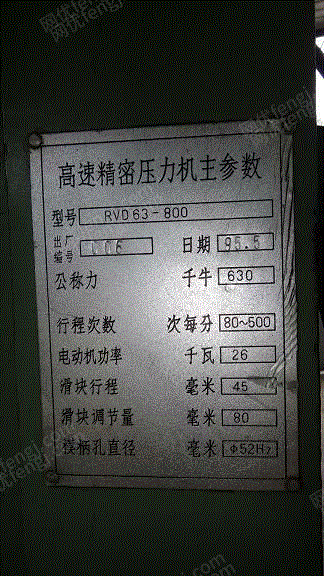 高速精密压力机主参数
型号 RVD63-800
出厂编号 日期 95.5
公称力 千牛 630
行程次数 次每分 80~500
电动机功率 千瓦 26
滑块行程 毫米 45
滑块调节量 毫米 80
模柄孔直径 毫米 Φ52H7